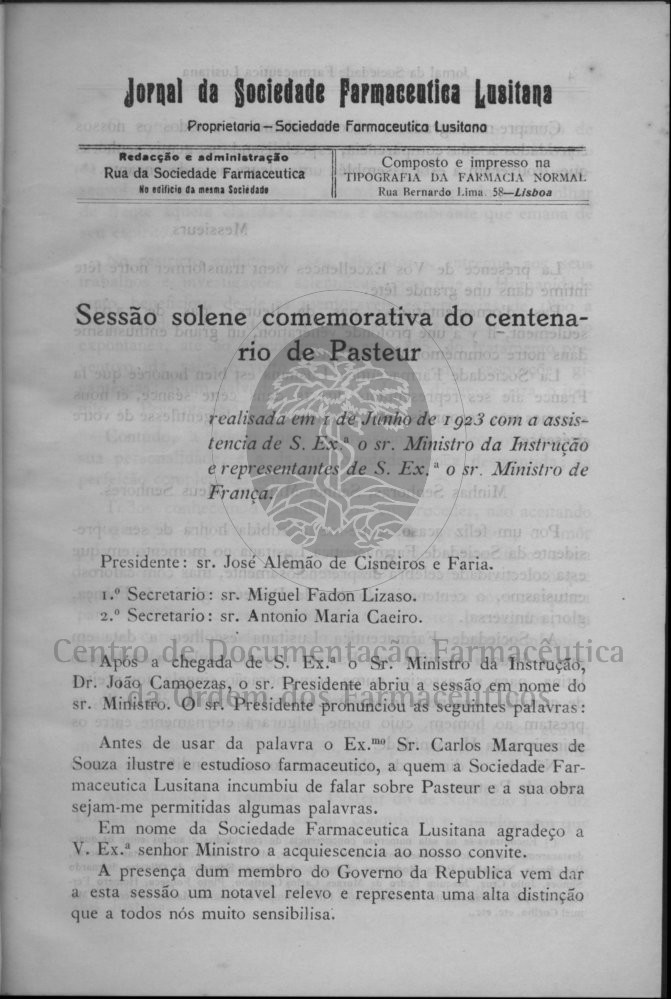 Jornal da Sociedade Farmaceutica Lusitana
Proprietaria — Sociedade Farmaceutica Lusitana
Redacção e administração
Rua da Sociedade Farmaceutica
No edificio da mesma Sociedade
Composto e impresso na
TIPOGRAFIA DA FARMACIA NORMAL
Rua Bernardo Lima, 58—Lisboa
Sessão solene comemorativa do centena-
rio de Pasteur
realisada em 1 de Junho de 1923 com a assis-
tencia de S. Ex.ª o sr. Ministro da Instrução
e representantes de S. Ex.ª o sr. Ministro de
França.
Presidente: sr. José Alemão de Cisneiros e Faria.
1.º Secretario: sr. Miguel Fadon Lizaso.
2.º Secretario: sr. Antonio Maria Caeiro.
Centro de Documentação Farmacêutica
da Ordem dos Farmacêuticos
Após a chegada de S. Ex.ª o Sr. Ministro da Instrução,
Dr. João Camoezas, o sr. Presidente abriu a sessão em nome do
sr. Ministro. O sr. Presidente pronunciou as seguintes palavras:
Antes de usar da palavra o Ex.mo Sr. Carlos Marques de
Souza ilustre e estudioso farmaceutico, a quem a Sociedade Far-
maceutica Lusitana incumbiu de falar sobre Pasteur e a sua obra
sejam-me permitidas algumas palavras.
Em nome da Sociedade Farmaceutica Lusitana agradeço a
V. Ex.ª senhor Ministro a acquiescencia ao nosso convite.
A presença dum membro do Governo da Republica vem dar
a esta sessão um notavel relevo e representa uma alta distinção
que a todos nós muito sensibilisa.